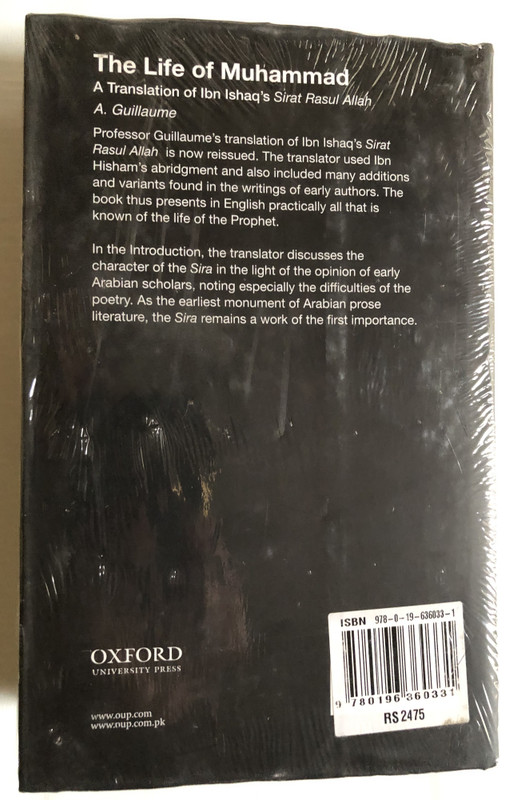 The Life of Muhammad
A Translation of Ibn Ishaq's Sirat Rasul Allah
A. Guillaume
Professor Guillaume's translation of Ibn Ishaq's Sirat
Rasul Allah is now reissued. The translator used Ibn
Hisham's abridgment and also included many additions
and variants found in the writings of early authors. The
book thus presents in English practically all that is
known of the life of the Prophet.
In the Introduction, the translator discusses the
character of the Sira in the light of the opinion of early
Arabian scholars, noting especially the difficulties of the
poetry. As the earliest monument of Arabian prose
literature, the Sira remains a work of the first importance.
OXFORD
UNIVERSITY PRESS
www.oup.com
www.oup.com.pk
ISBN 978-0-19-636033-1
9 780196 360331
RS 2475